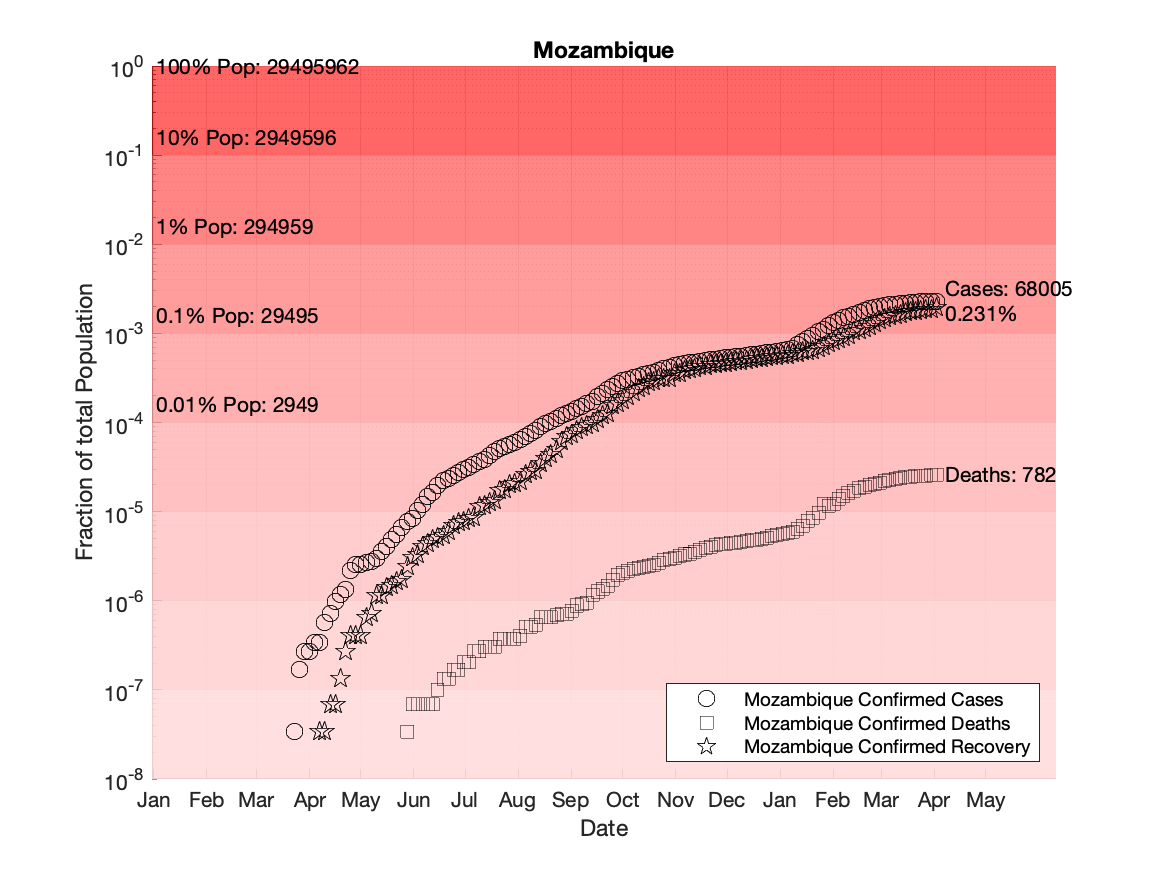 Mozambique
10^0
100% Pop: 29495962
10% Pop: 2949596
10^-1
1% Pop: 294959
10^-2
Cases: 68005
0.1% Pop: 29495
0.231%
10^-3
0.01% Pop: 2949
10^-4
Deaths: 782
10^-5
10^-6
10^-7
10^-8
Fraction of total Population
Mozambique Confirmed Cases
Mozambique Confirmed Deaths
Mozambique Confirmed Recovery
Jan Feb Mar Apr May Jun Jul Aug Sep Oct Nov Dec Jan Feb Mar Apr May
Date